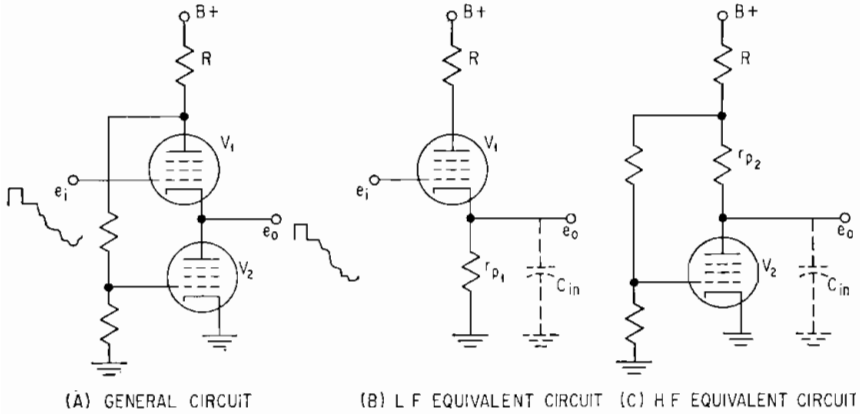 B+
R
V1
ei
eo
V2
(A) GENERAL CIRCUIT
B+
R
V1
ei
eo
rp1
Cin
(B) L F EQUIVALENT CIRCUIT
B+
R
rp2
eo
V2
Cin
(C) H F EQUIVALENT CIRCUIT